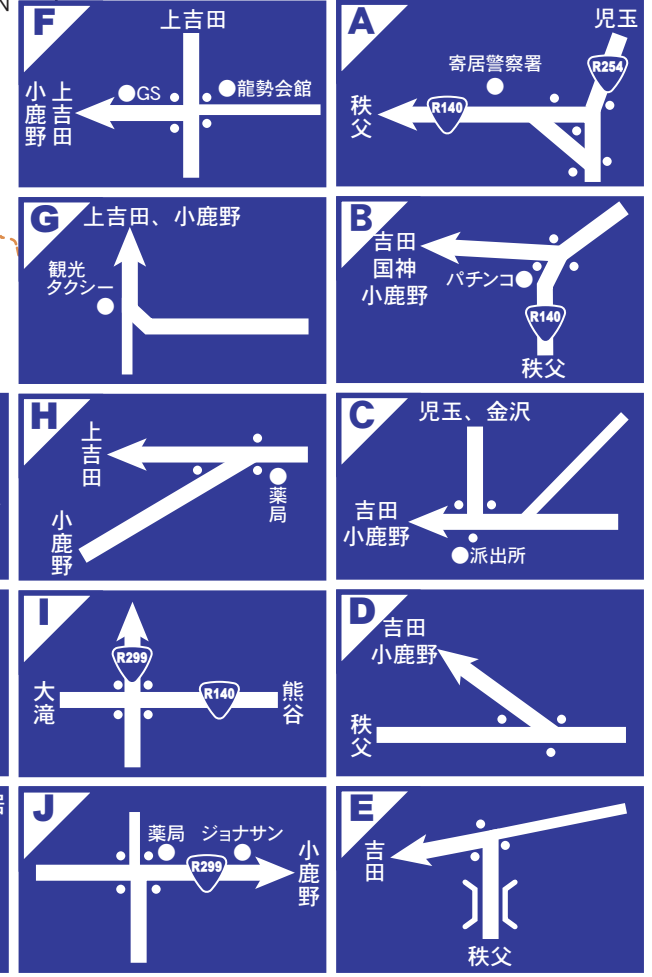 N
F
上吉田
小鹿野
上吉田
GS
龍勢会館
A
児玉
R254
寄居警察署
秩父
R140
G
上吉田、小鹿野
観光
タクシー
B
吉田
国神
小鹿野
パチンコ
R140
秩父
H
上吉田
小鹿野
薬局
C
児玉、金沢
吉田
小鹿野
派出所
I
R299
大滝
R140
熊谷
D
吉田
小鹿野
秩父
J
薬局
ジョナサン
R299
小鹿野
E
吉田
秩父